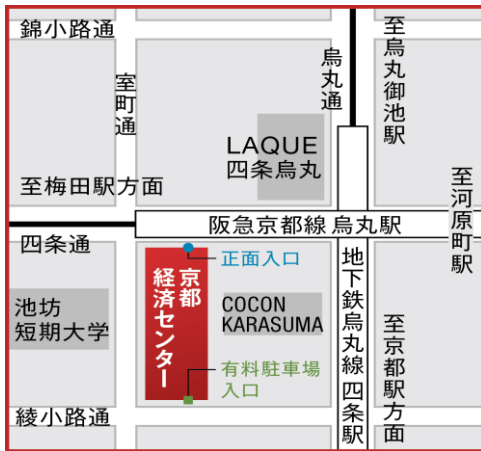 錦小路通
室町通
烏丸通
至烏丸御池駅
LAQUE
四条烏丸
至梅田駅方面
阪急京都線 烏丸駅
至河原町駅
四条通
正面入口
京都
経済センター
池坊
短期大学
COCON
KARASUMA
地下鉄烏丸線 四条駅
至京都駅方面
有料駐車場
入口
綾小路通